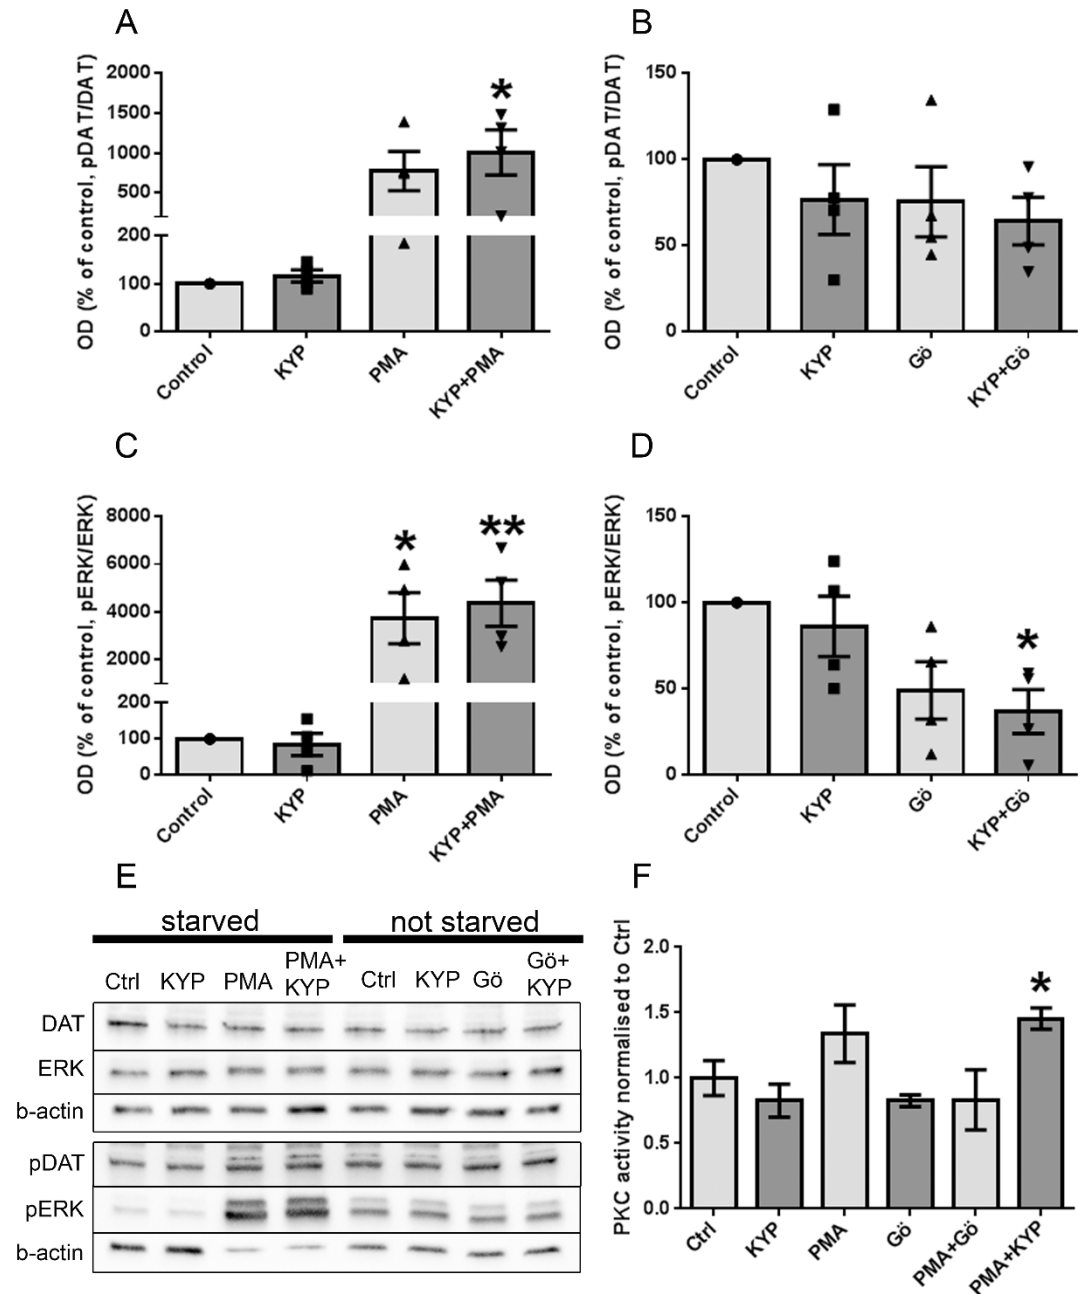 A
OD (% of control, pDAT/DAT)
2000
1500
1000
500
200
100
0
*
Control
KYP
PMA
KYP+PMA
B
OD (% of control, pDAT/DAT)
150
100
50
0
Control
KYP
Gö
KYP+Gö
C
OD (% of control, pERK/ERK)
8000
6000
4000
2000
200
100
0
*
**
Control
KYP
PMA
KYP+PMA
D
OD (% of control, pERK/ERK)
150
100
50
0
*
Control
KYP
Gö
KYP+Gö
E
starved
not starved
Ctrl KYP PMA PMA+
KYP
Ctrl KYP Gö Gö+
KYP
DAT
ERK
b-actin
pDAT
pERK
b-actin
F
PKC activity normalised to Ctrl
2.0
1.5
1.0
0.5
0.0
*
Ctrl
KYP
PMA
Gö
PMA+Gö
PMA+KYP